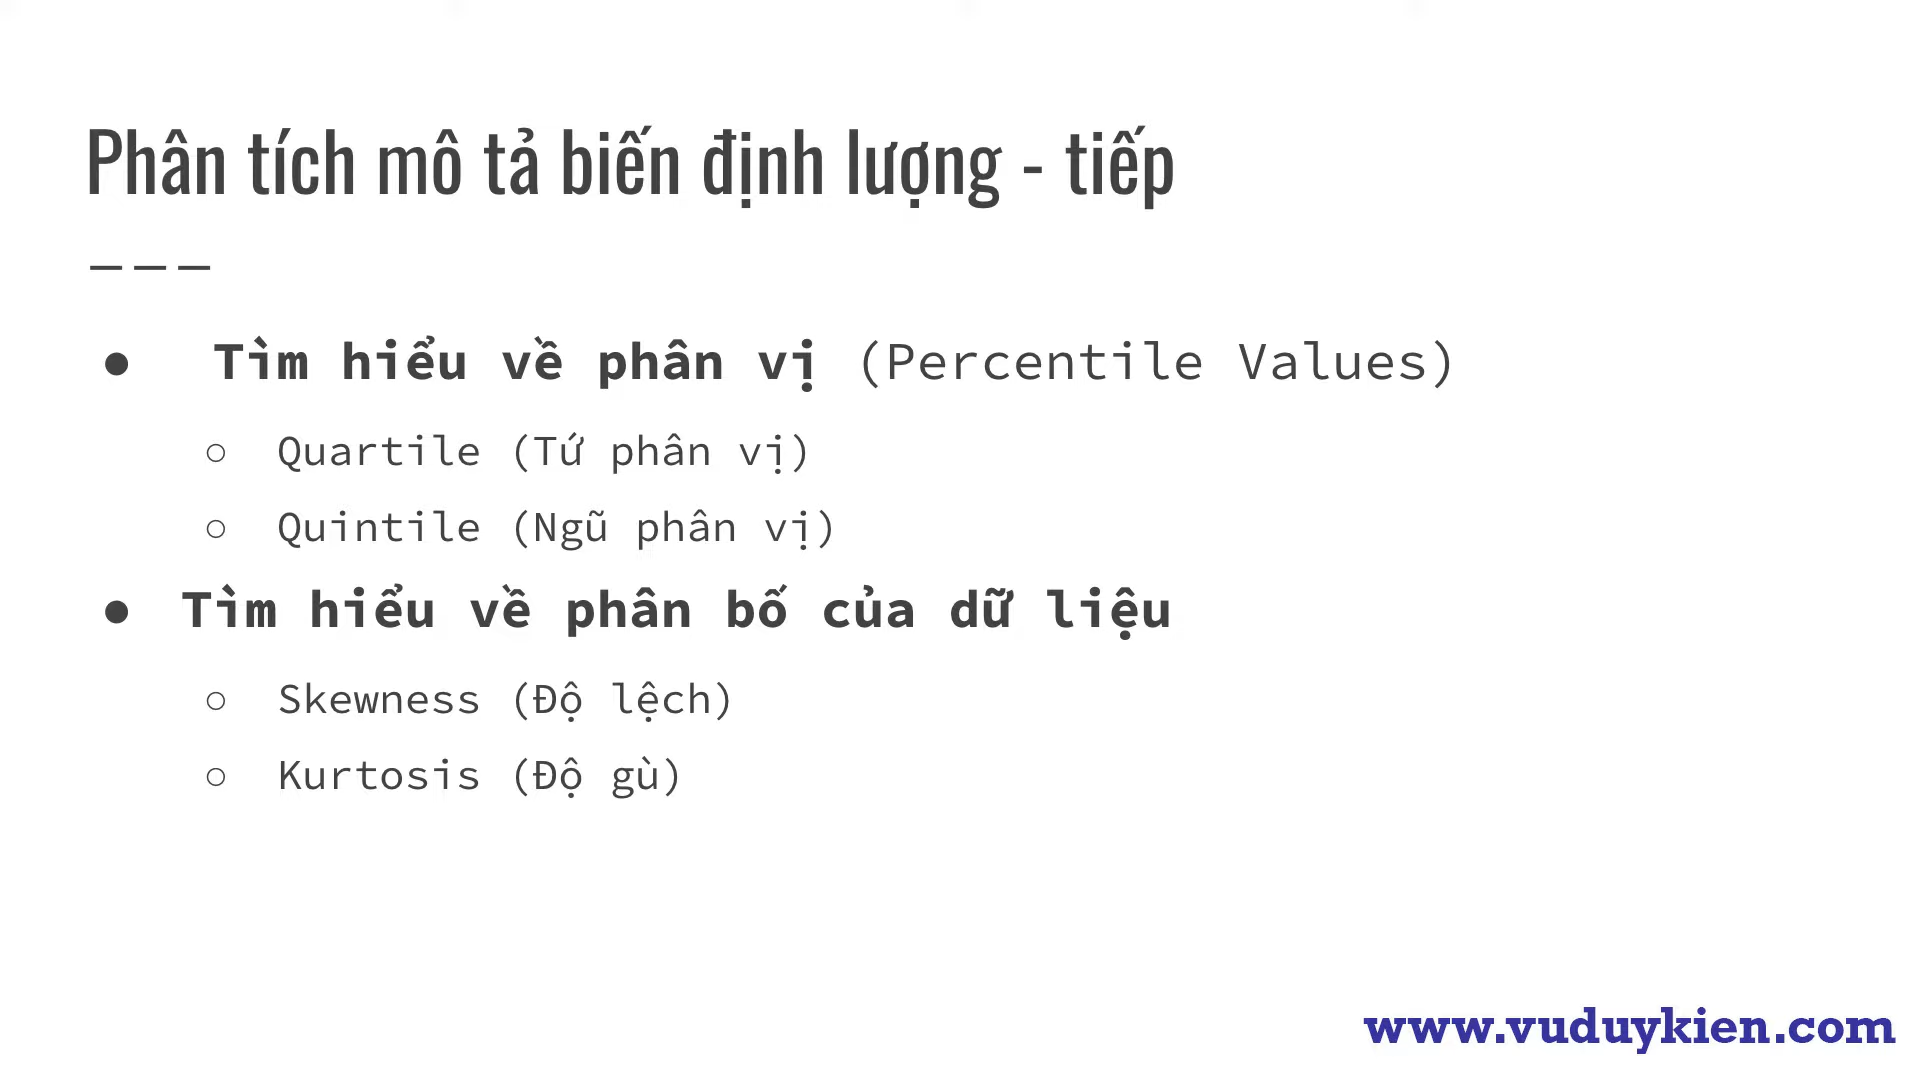 Phân tích mô tả biến định lượng - tiếp
● Tìm hiểu về phân vị (Percentile Values)
○ Quartile (Tứ phân vị)
○ Quintile (Ngũ phân vị)
● Tìm hiểu về phân bố của dữ liệu
○ Skewness (Độ lệch)
○ Kurtosis (Độ gù)
www.vuduykien.com